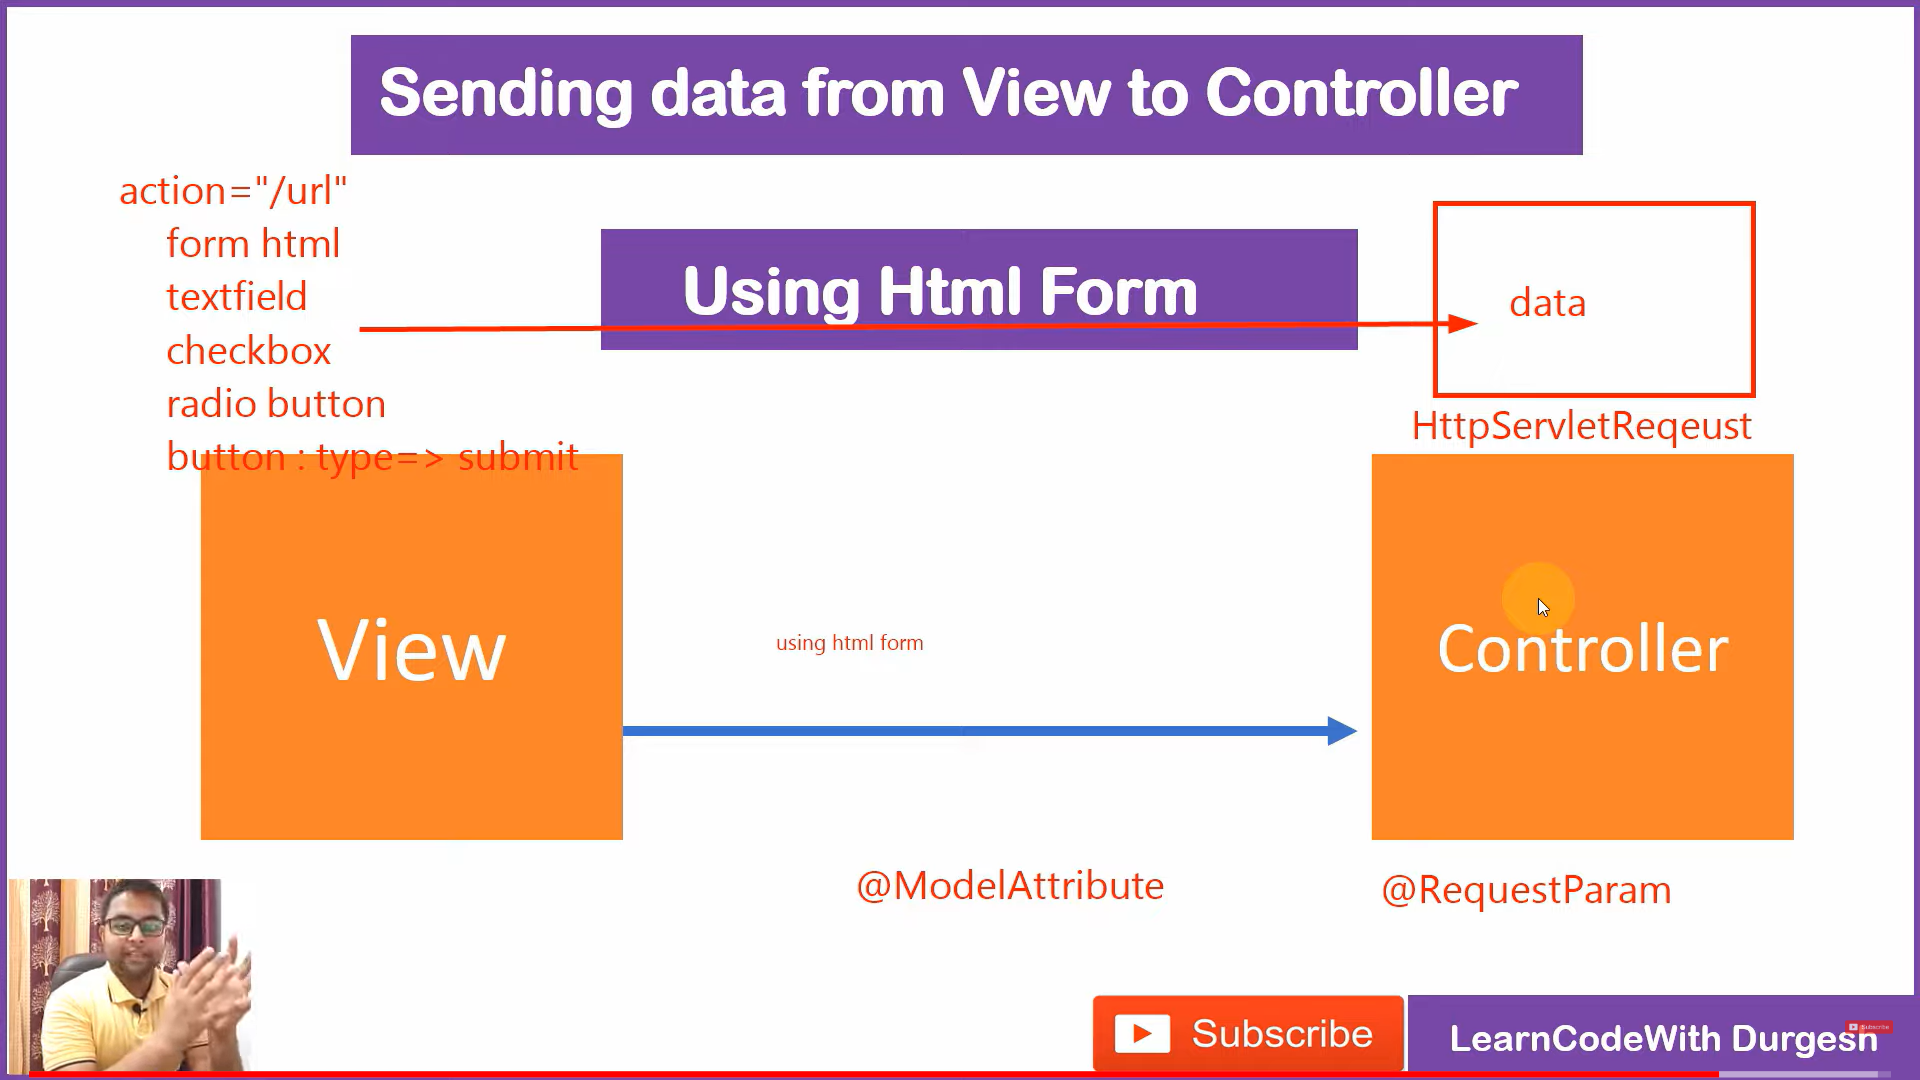 Sending data from View to Controller
action="/url"
form html
textfield
checkbox
radio button
button : type=> submit
Using Html Form
data
HttpServletReqeust
View
using html form
Controller
@ModelAttribute
@RequestParam
Subscribe
LearnCodeWith Durgesh
Subscribe